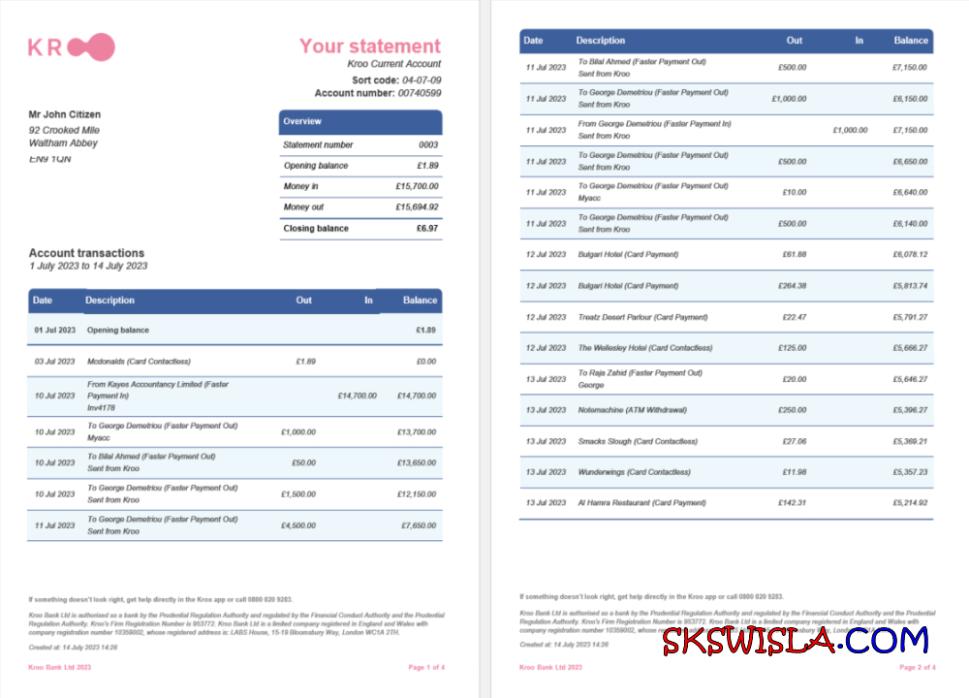 KR
Your statement
Kroo Current Account
Sort code: 04-07-09
Account number: 00740599
Mr John Citizen
92 Crooked Mile
Waltham Abbey
Overview
Statement number 0003
Opening balance £1.89
Money in £15,700.00
Money out £15,694.92
Closing balance £6.97
Account transactions
1 July 2023 to 14 July 2023
Date Description Out In Balance
01 Jul 2023 Opening balance £1.89
03 Jul 2023 Mcdonalds (Card Contactless) £1.89 £0.00
From Kayes Accountancy Limited (Faster
10 Jul 2023 Payment In) £14,700.00 £14,700.00
Inv4178
10 Jul 2023 To George Demetriou (Faster Payment Out) £1,000.00 £13,700.00
Myacc
10 Jul 2023 To Bilal Ahmed (Faster Payment Out) £50.00 £13,650.00
Sent from Kroo
10 Jul 2023 To George Demetriou (Faster Payment Out) £1,500.00 £12,150.00
Sent from Kroo
11 Jul 2023 To George Demetriou (Faster Payment Out) £4,500.00 £7,650.00
Sent from Kroo
If something doesn't look right, get help directly in the Kroo app or call 0800 020 9263.
Kroo Bank Ltd is authorised as a bank by the Prudential Regulation Authority and regulated by the Financial Conduct Authority and the Prudential
Regulation Authority. Kroo's Firm Registration Number is 953772. Kroo Bank Ltd is a limited company registered in England and Wales with
company registration number 10359002, whose registered address is: LABS House, 15-19 Bloomsbury Way, London WC1A 2TH.
Created at: 14 July 2023 14:26
Kroo Bank Ltd 2023 Page 1 of 4
Date Description Out In Balance
11 Jul 2023 To Bilal Ahmed (Faster Payment Out) £500.00 £7,150.00
Sent from Kroo
11 Jul 2023 To George Demetriou (Faster Payment Out) £1,000.00 £6,150.00
Sent from Kroo
11 Jul 2023 From George Demetriou (Faster Payment In) £1,000.00 £7,150.00
Sent from Kroo
11 Jul 2023 To George Demetriou (Faster Payment Out) £500.00 £6,650.00
Sent from Kroo
11 Jul 2023 To George Demetriou (Faster Payment Out) £10.00 £6,640.00
Myacc
11 Jul 2023 To George Demetriou (Faster Payment Out) £500.00 £6,140.00
Sent from Kroo
12 Jul 2023 Bulgari Hotel (Card Payment) £61.88 £6,078.12
12 Jul 2023 Bulgari Hotel (Card Payment) £264.38 £5,813.74
12 Jul 2023 Treatz Desert Parlour (Card Payment) £22.47 £5,791.27
12 Jul 2023 The Wellesley Hotel (Card Contactless) £125.00 £5,666.27
13 Jul 2023 To Raja Zahid (Faster Payment Out) £20.00 £5,646.27
George
13 Jul 2023 Notemachine (ATM Withdrawal) £250.00 £5,396.27
13 Jul 2023 Smacks Slough (Card Contactless) £27.06 £5,369.21
13 Jul 2023 Wunderwings (Card Contactless) £11.98 £5,357.23
13 Jul 2023 Al Hamra Restaurant (Card Payment) £142.31 £5,214.92
If something doesn't look right, get help directly in the Kroo app or call 0800 020 9263.
Kroo Bank Ltd is authorised as a bank by the Prudential Regulation Authority and regulated by the Financial Conduct Authority and the Prudential
Regulation Authority. Kroo's Firm Registration Number is 953772. Kroo Bank Ltd is a limited company registered in England and Wales with
company registration number 10359002, whose
Created at: 14 July 2023 14:26
SKSWISLA.COM
Kroo Bank Ltd 2023 Page 2 of 4